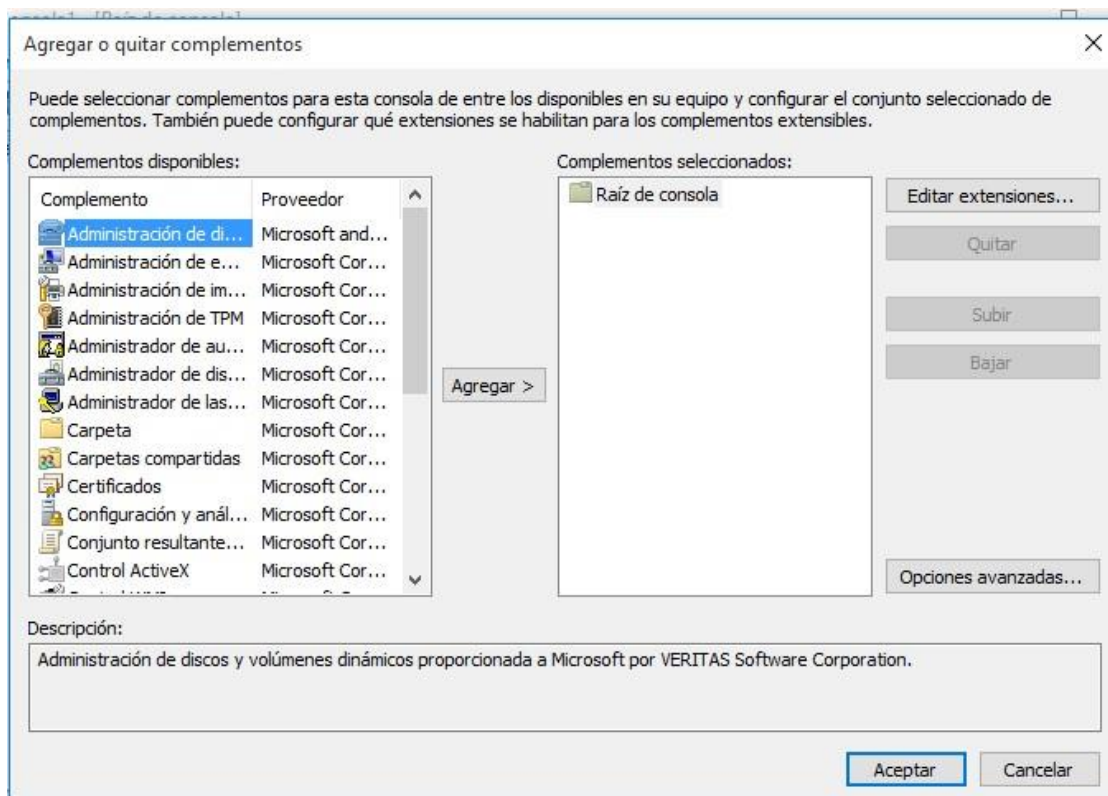 Agregar o quitar complementos
Puede seleccionar complementos para esta consola de entre los disponibles en su equipo y configurar el conjunto seleccionado de
complementos. También puede configurar qué extensiones se habilitan para los complementos extensibles.
Complementos disponibles:
Complemento Proveedor
Administración de di... Microsoft and...
Administración de e... Microsoft Cor...
Administración de im... Microsoft Cor...
Administración de TPM Microsoft Cor...
Administrador de au... Microsoft Cor...
Administrador de dis... Microsoft Cor...
Administrador de las... Microsoft Cor...
Carpeta Microsoft Cor...
Carpetas compartidas Microsoft Cor...
Certificados Microsoft Cor...
Configuración y anál... Microsoft Cor...
Conjunto resultante... Microsoft Cor...
Control ActiveX Microsoft Cor...
Agregar >
Complementos seleccionados:
Raíz de consola
Editar extensiones...
Quitar
Subir
Bajar
Opciones avanzadas...
Descripción:
Administración de discos y volúmenes dinámicos proporcionada a Microsoft por VERITAS Software Corporation.
Aceptar Cancelar